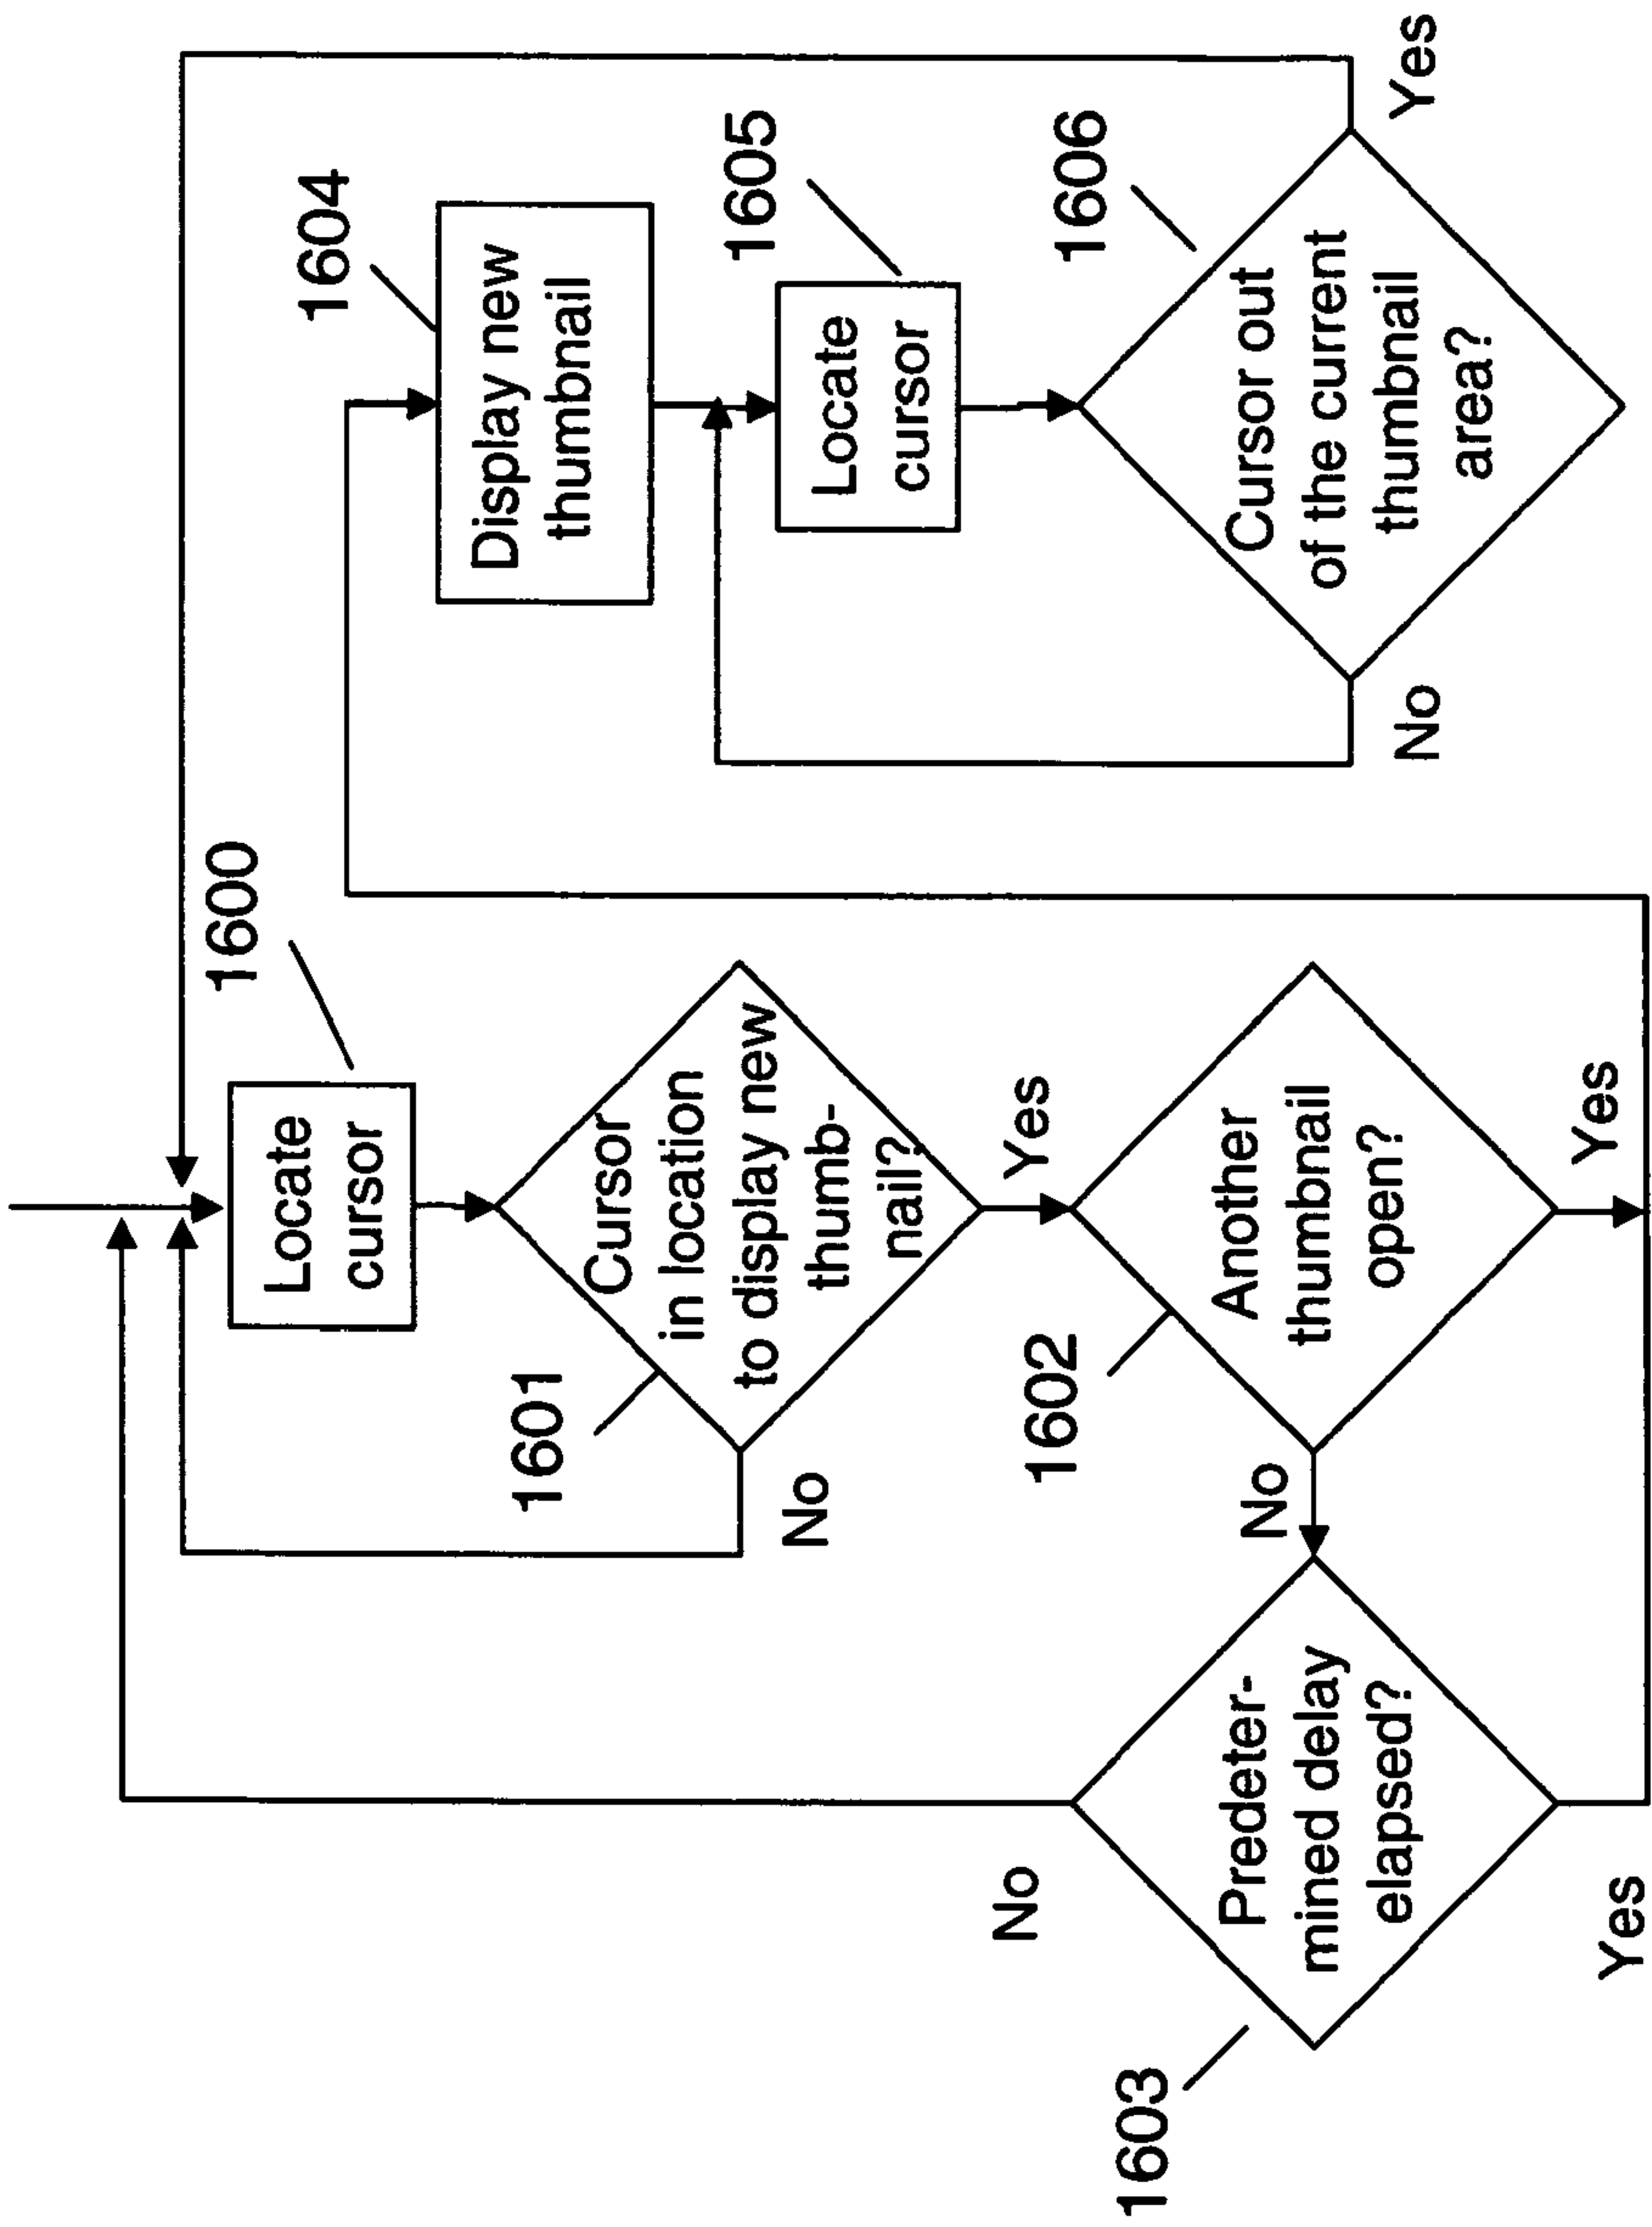 1600
Locate
cursor
1601
Cursor
in location
to display new
thumb-
nail?
No
Yes
1602
Another
thumbnail
open?
No
Yes
1603
Predeter-
mined delay
elapsed?
No
Yes
1604
Display new
thumbnail
1605
Locate
cursor
1606
Cursor out
of the current
thumbnail
area?
No
Yes